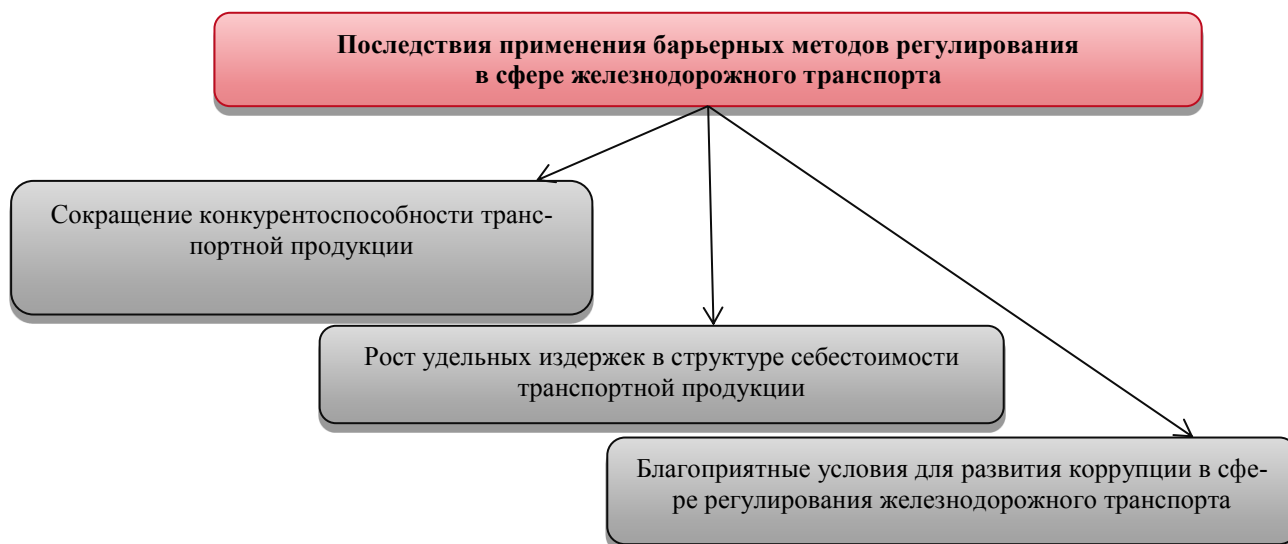 Последствия применения барьерных методов регулирования
в сфере железнодорожного транспорта
Сокращение конкурентоспособности транс-
портной продукции
Рост удельных издержек в структуре себестоимости
транспортной продукции
Благоприятные условия для развития коррупции в сфе-
ре регулирования железнодорожного транспорта